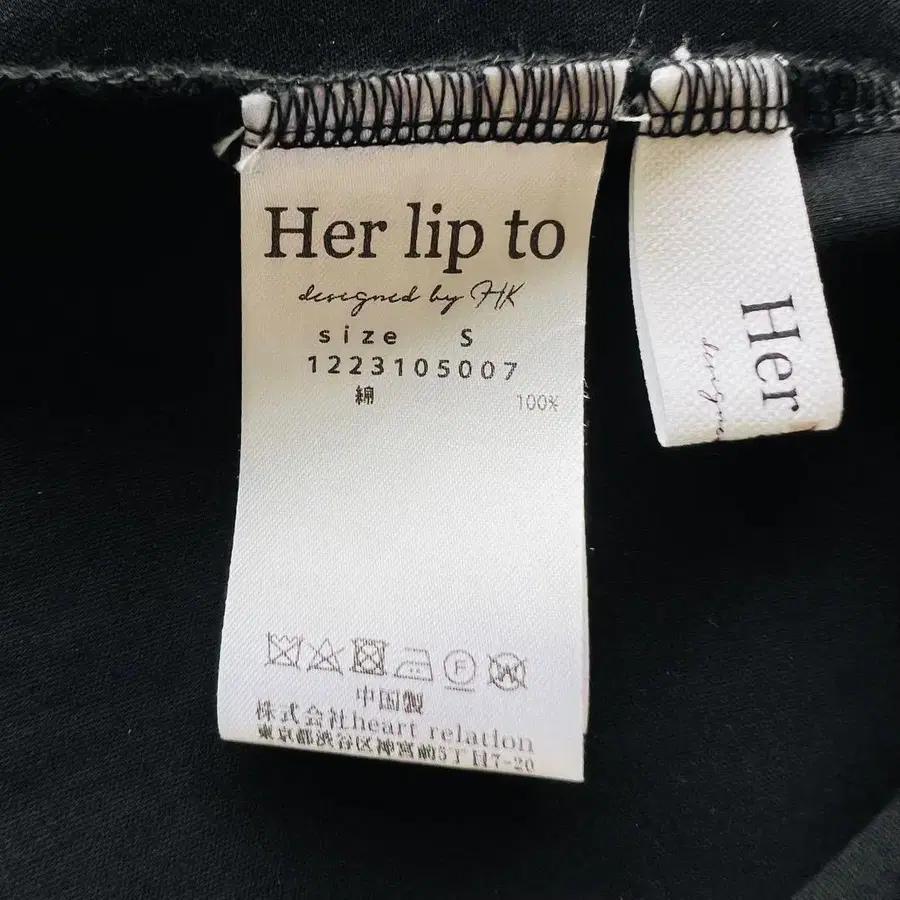 Her lip to
designed by HK
size S
1223105007
綿 100%
F
W
中国製
株式会社heart relation
東京都渋谷区神宮前5丁目7-20
Her
designe